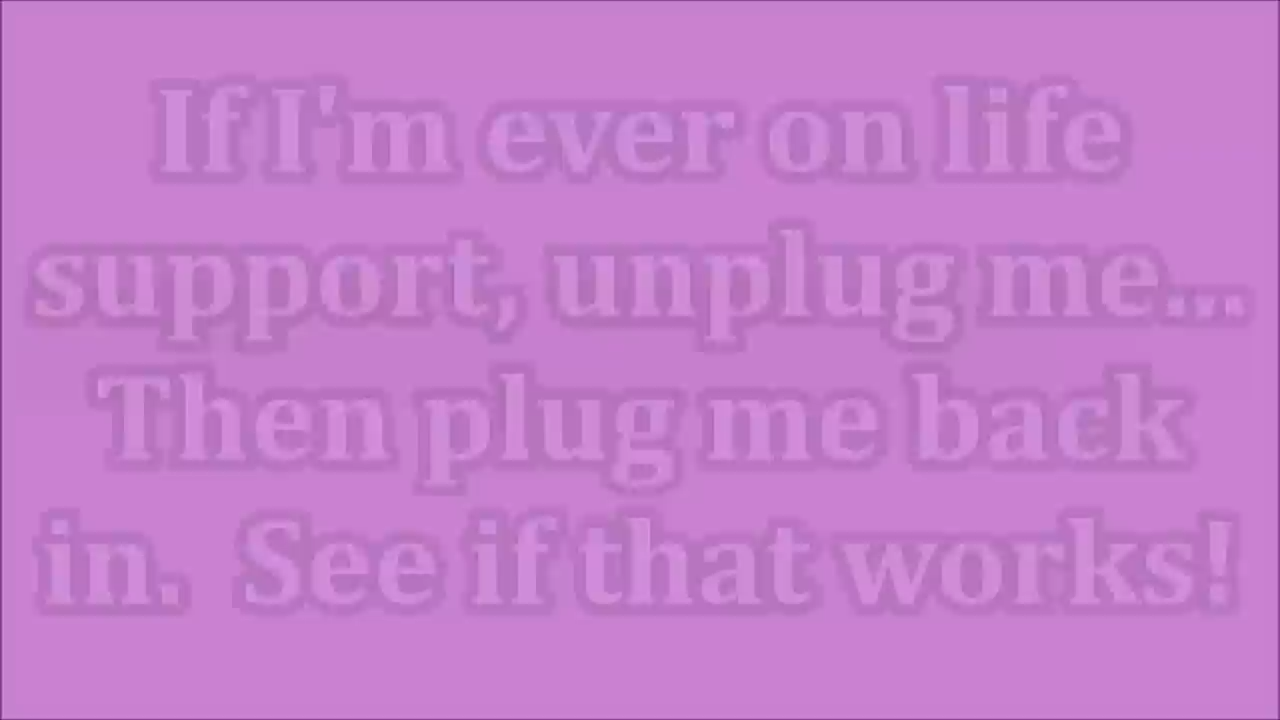 If I'm ever on life
support, unplug me...
Then plug me back
in.  See if that works!